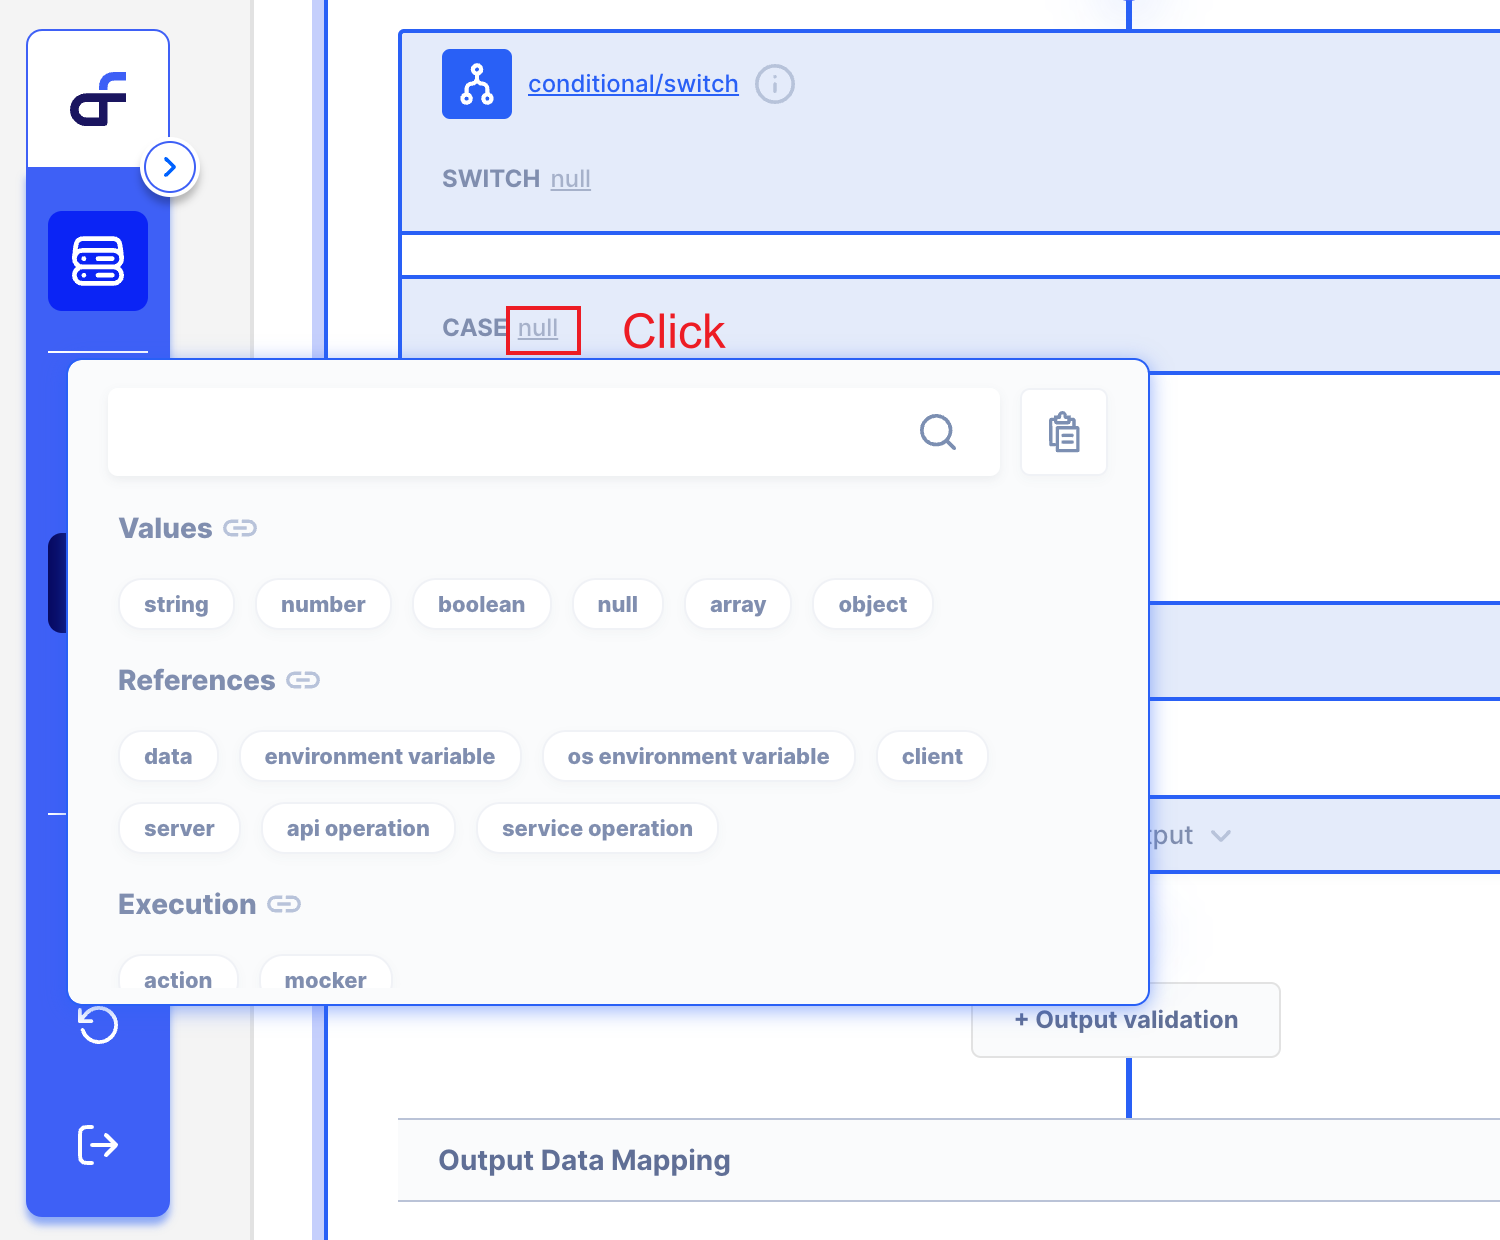 conditional/switch
SWITCH null
CASE null Click
Values
string number boolean null array object
References
data environment variable os environment variable client
server api operation service operation
put
Execution
action mocker
+ Output validation
Output Data Mapping